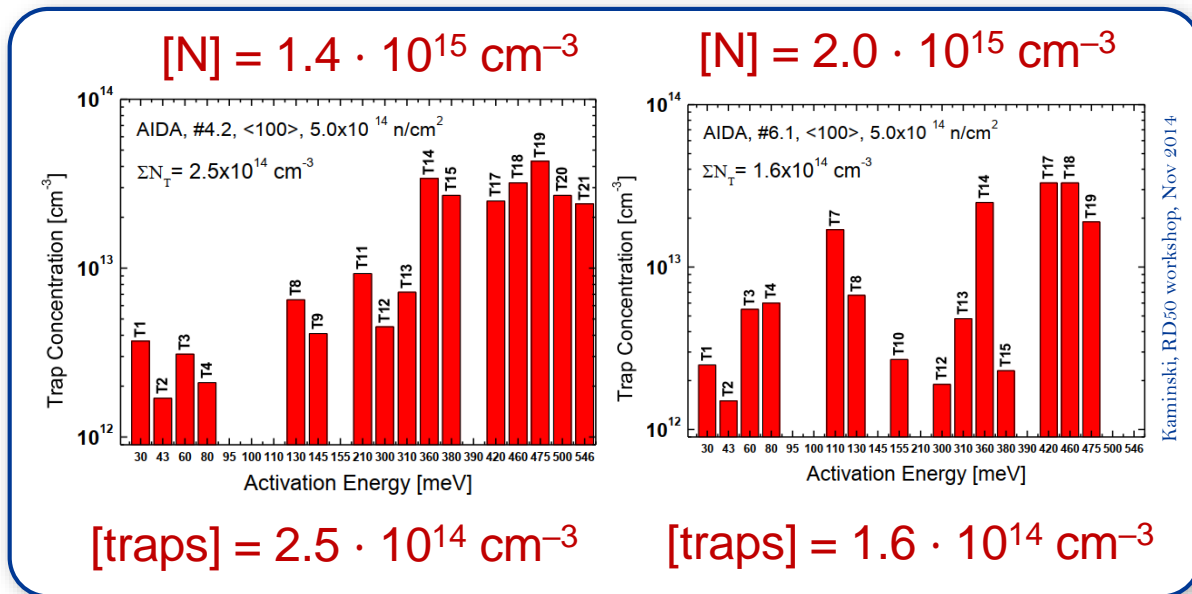 [N] = 1.4 · 10¹⁵ cm⁻³
[N] = 2.0 · 10¹⁵ cm⁻³
10¹⁴
10¹³
10¹²
Trap Concentration [cm⁻³]
AIDA, #4.2, <100>, 5.0x10 ¹⁴ n/cm²
ΣN_T= 2.5x10¹⁴ cm⁻³
T1
T2
T3
T4
T8
T9
T11
T12
T13
T14
T15
T17
T18
T19
T20
T21
30 43 60 80 95 100 110 130 145 155 210 300 310 360 380 390 420 460 475 500 546
Activation Energy [meV]
10¹⁴
10¹³
10¹²
Trap Concentration [cm⁻³]
AIDA, #6.1, <100>, 5.0x10 ¹⁴ n/cm²
ΣN_T= 1.6x10¹⁴ cm⁻³
T1
T2
T3
T4
T7
T8
T10
T12
T13
T14
T15
T17
T18
T19
30 43 60 80 95 100 110 130 145 155 210 300 310 360 380 390 420 460 475 500 546
Activation Energy [meV]
Kaminski, RD50 workshop, Nov 2014
[traps] = 2.5 · 10¹⁴ cm⁻³
[traps] = 1.6 · 10¹⁴ cm⁻³